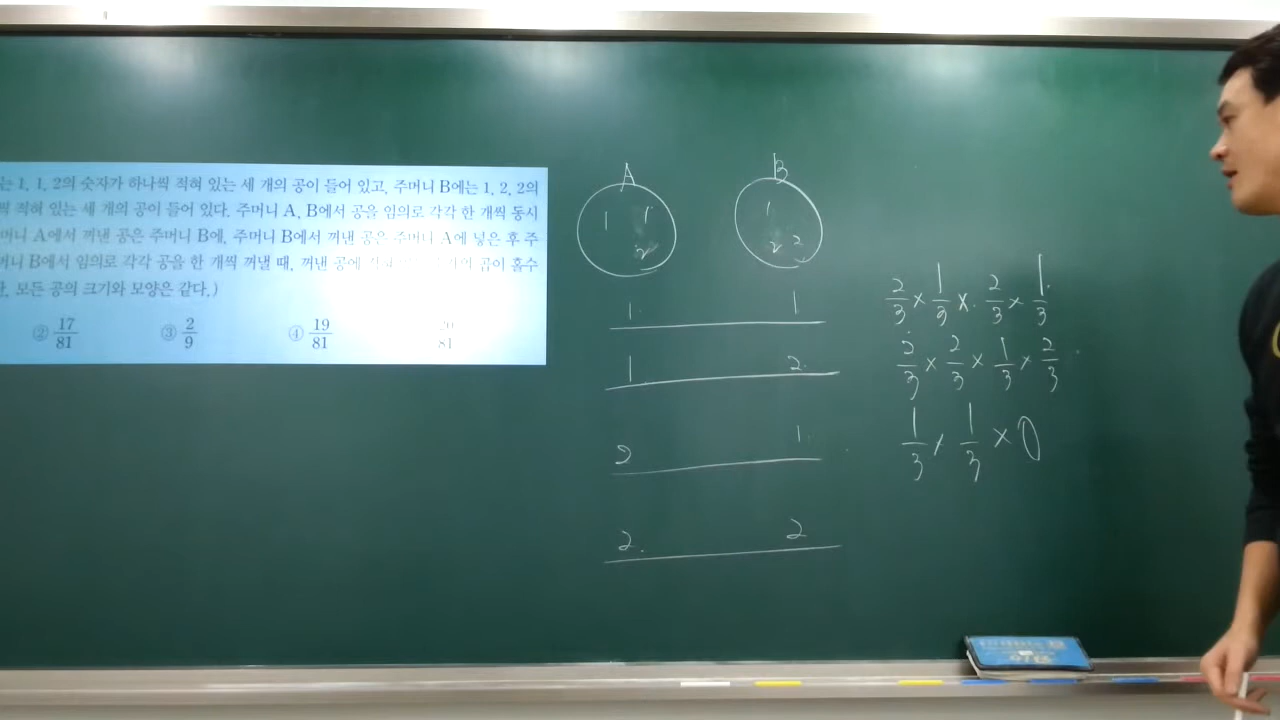 는 1, 1, 2의 숫자가 하나씩 적혀 있는 세 개의 공이 들어 있고, 주머니 B에는 1, 2, 2의
적혀 있는 세 개의 공이 들어 있다. 주머니 A, B에서 공을 임의로 각각 한 개씩 동시
머니 A에서 꺼낸 공은 주머니 B에, 주머니 B에서 꺼낸 공은 주머니 A에 넣은 후 주
머니 B에서 임의로 각각 공을 한 개씩 꺼낼 때, 꺼낸 공에 곱이 홀수
모든 공의 크기와 모양은 같다.)
② 17/81 ③ 2/9 ④ 19/81 20/81
A B
1 1 2 1 2 2
1 1 2/3 × 1/3 × 2/3 × 1/3
1 2 2/3 × 2/3 × 1/3 × 2/3
2 1 1/3 × 1/3 × 0
2 2